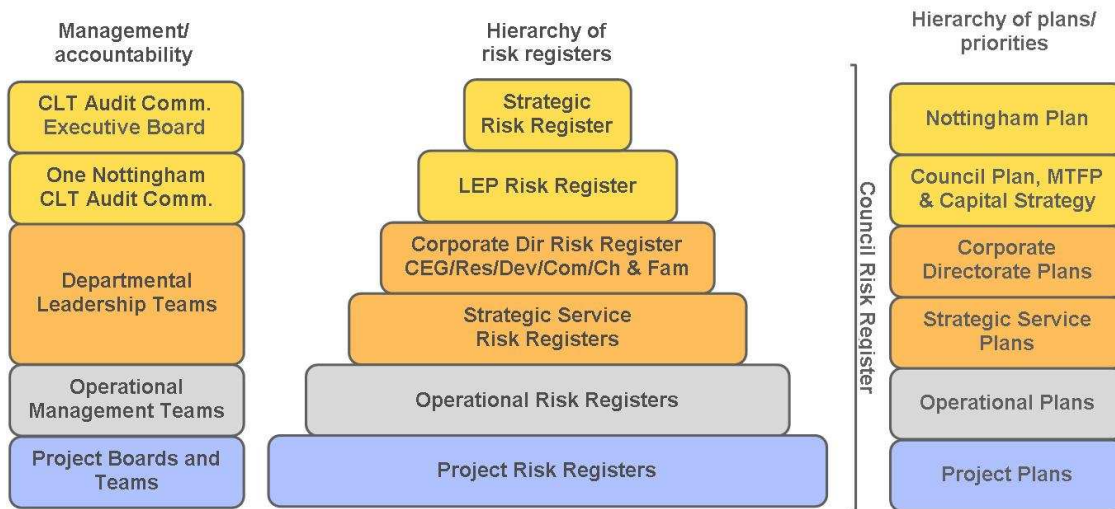 Management/
accountability
CLT Audit Comm.
Executive Board
One Nottingham
CLT Audit Comm.
Departmental
Leadership Teams
Operational
Management Teams
Project Boards and
Teams
Hierarchy of
risk registers
Strategic
Risk Register
LEP Risk Register
Corporate Dir Risk Register
CEG/Res/Dev/Com/Ch & Fam
Strategic Service
Risk Registers
Operational Risk Registers
Project Risk Registers
Council Risk Register
Hierarchy of plans/
priorities
Nottingham Plan
Council Plan, MTFP
& Capital Strategy
Corporate
Directorate Plans
Strategic Service
Plans
Operational Plans
Project Plans